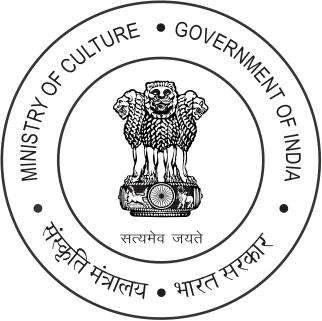 MINISTRY OF CULTURE • GOVERNMENT OF INDIA
सत्यमेव जयते
संस्कृति मंत्रालय • भारत सरकार